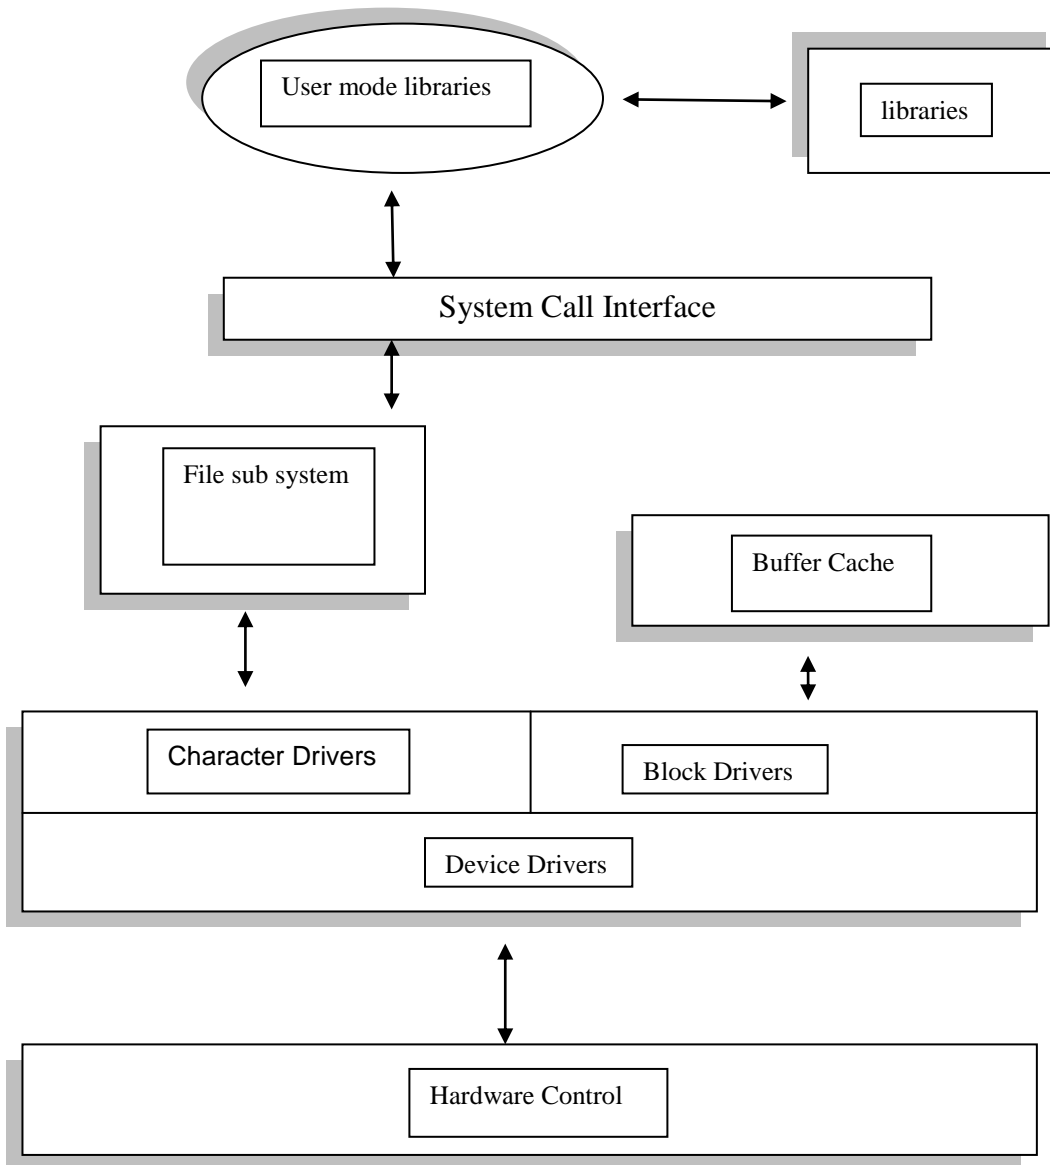 User mode libraries
libraries
System Call Interface
File sub system
Buffer Cache
Character Drivers
Block Drivers
Device Drivers
Hardware Control